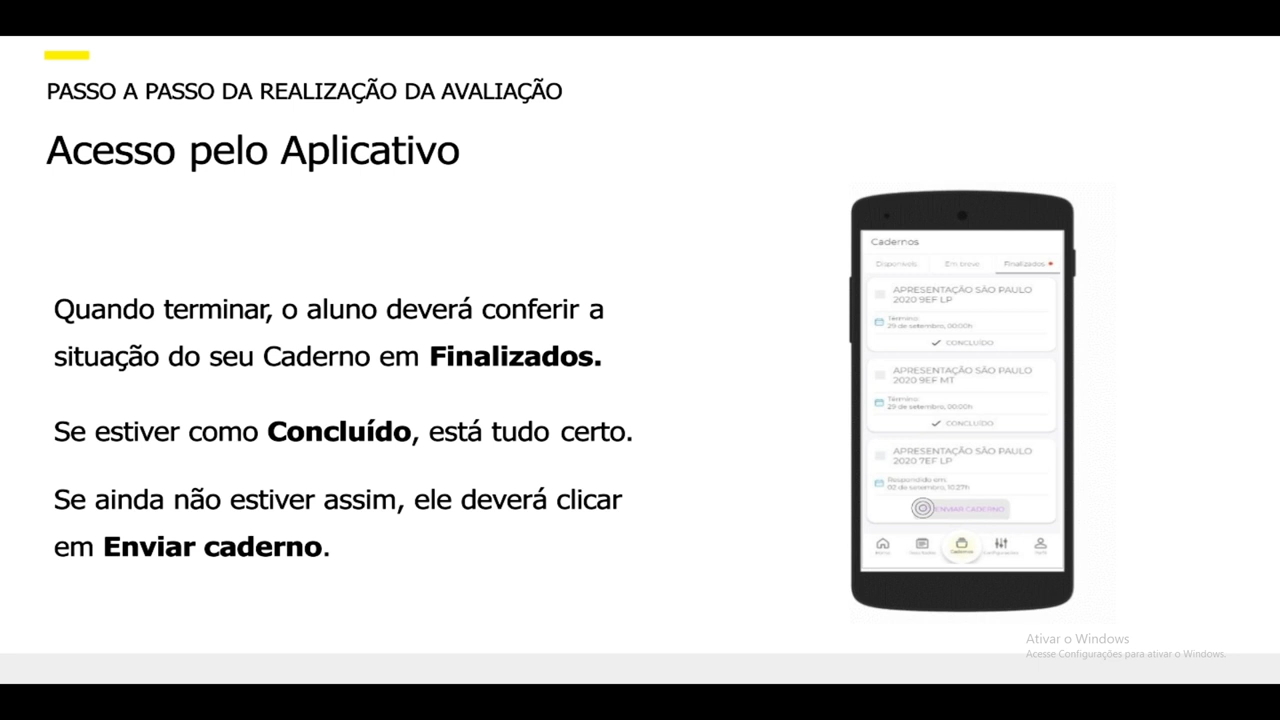 PASSO A PASSO DA REALIZAÇÃO DA AVALIAÇÃO
Acesso pelo Aplicativo
Quando terminar, o aluno deverá conferir a
situação do seu Caderno em Finalizados.
Se estiver como Concluído, está tudo certo.
Se ainda não estiver assim, ele deverá clicar
em Enviar caderno.
Cadernos
Disponíveis Em breve Finalizados
APRESENTAÇÃO SÃO PAULO
2020 9EF LP
Término:
29 de setembro, 00:00h
CONCLUÍDO
APRESENTAÇÃO SÃO PAULO
2020 9EF MT
Término:
29 de setembro, 00:00h
CONCLUÍDO
APRESENTAÇÃO SÃO PAULO
2020 7EF LP
Respondido em:
02 de setembro, 10:27h
ENVIAR CADERNO
Cadernos Configurações Perfil
Ativar o Windows
Acesse Configurações para ativar o Windows.